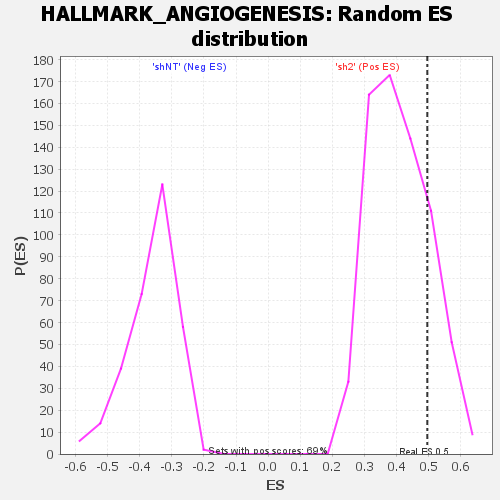 HALLMARK_ANGIOGENESIS: Random ES
distribution
'shNT' (Neg ES)
'sh2' (Pos ES)
180
170
160
150
140
130
120
110
100
90
80
70
60
50
40
30
20
10
0
P(ES)
Sets with pos scores: 69%
Real ES 0.5
-0.6 -0.5 -0.4 -0.3 -0.2 -0.1 0.0 0.1 0.2 0.3 0.4 0.5 0.6
ES